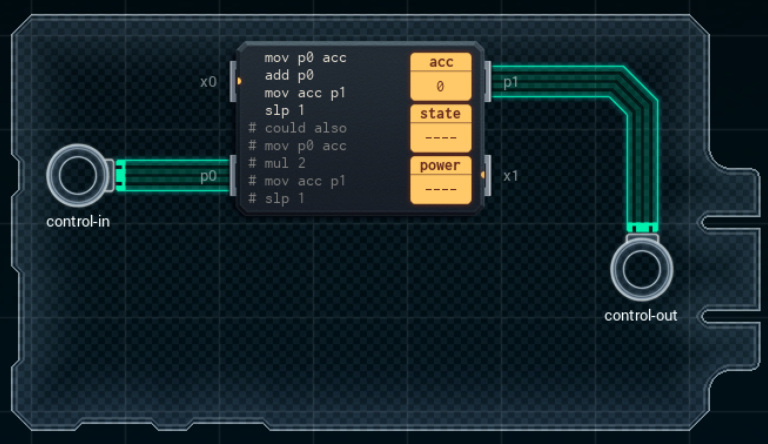 mov p0 acc
add p0
mov acc p1
slp 1
# could also
# mov p0 acc
# mul 2
# mov acc p1
# slp 1
acc
0
state
----
power
----
x0
p0
p1
x1
control-in
control-out